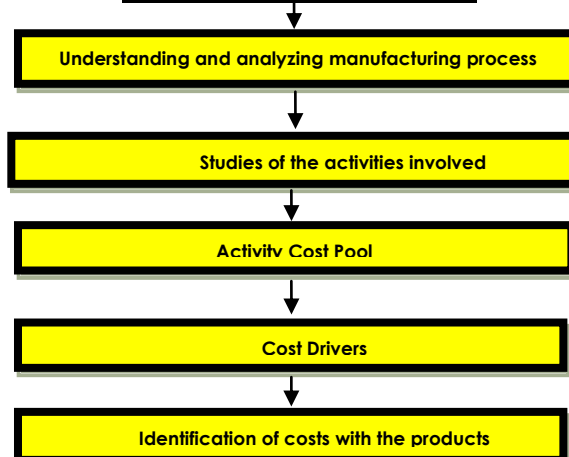 Understanding and analyzing manufacturing process
Studies of the activities involved
Activity Cost Pool
Cost Drivers
Identification of costs with the products